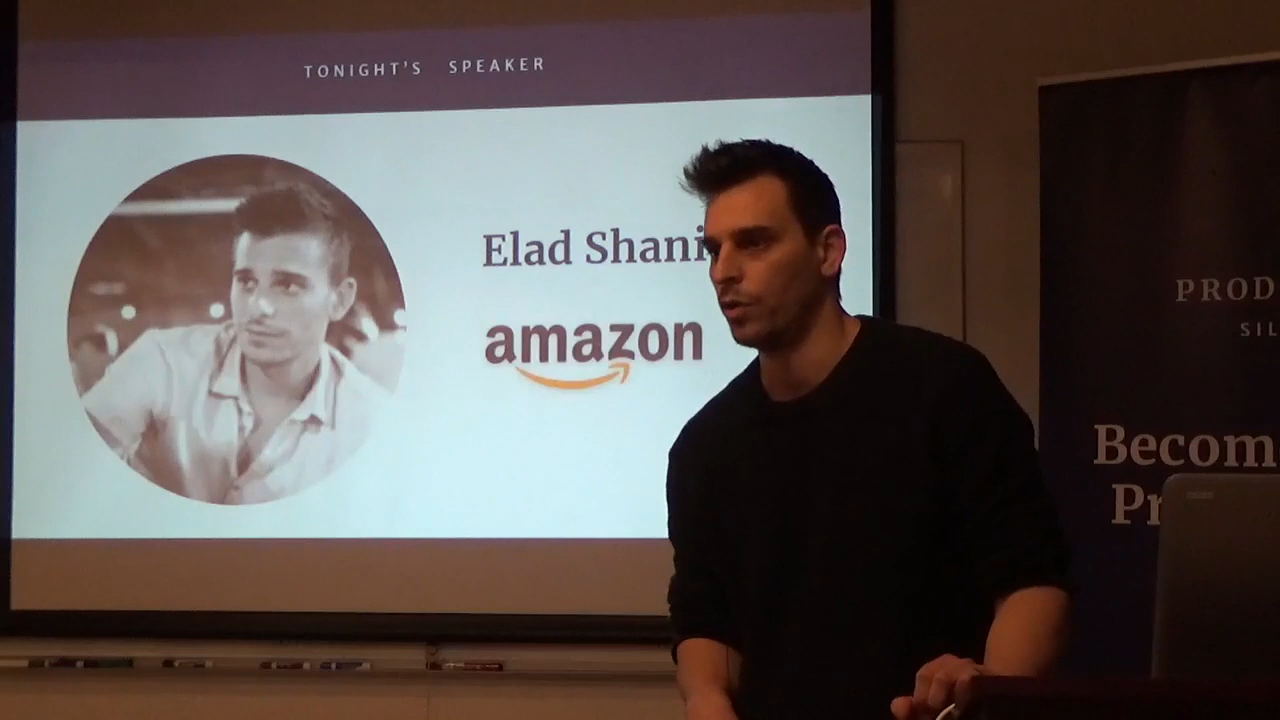 TONIGHT'S SPEAKER
Elad Shani
amazon
PROD
SIL
Becom
Pr